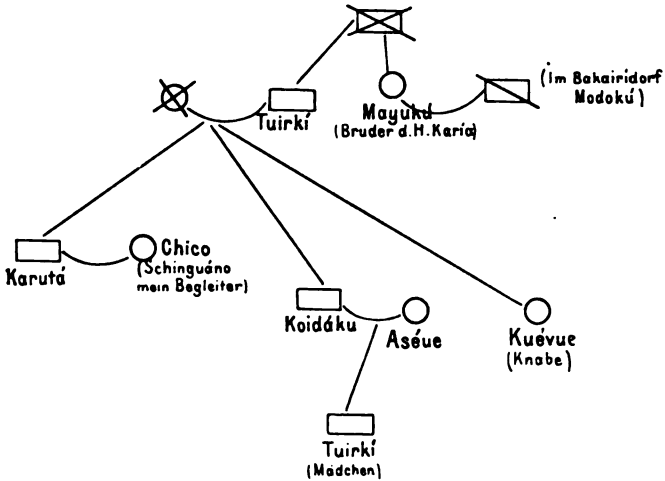 (Im Bakairidorf
Modokú)
Tuirkí
Mayukú
(Bruder d. H. Karía)
Karutá
Chico
(Schinguáno
mein Begleiter)
Koidáku
Aséue
Kuévue
(Knabe)
Tuirkí
(Mädchen)